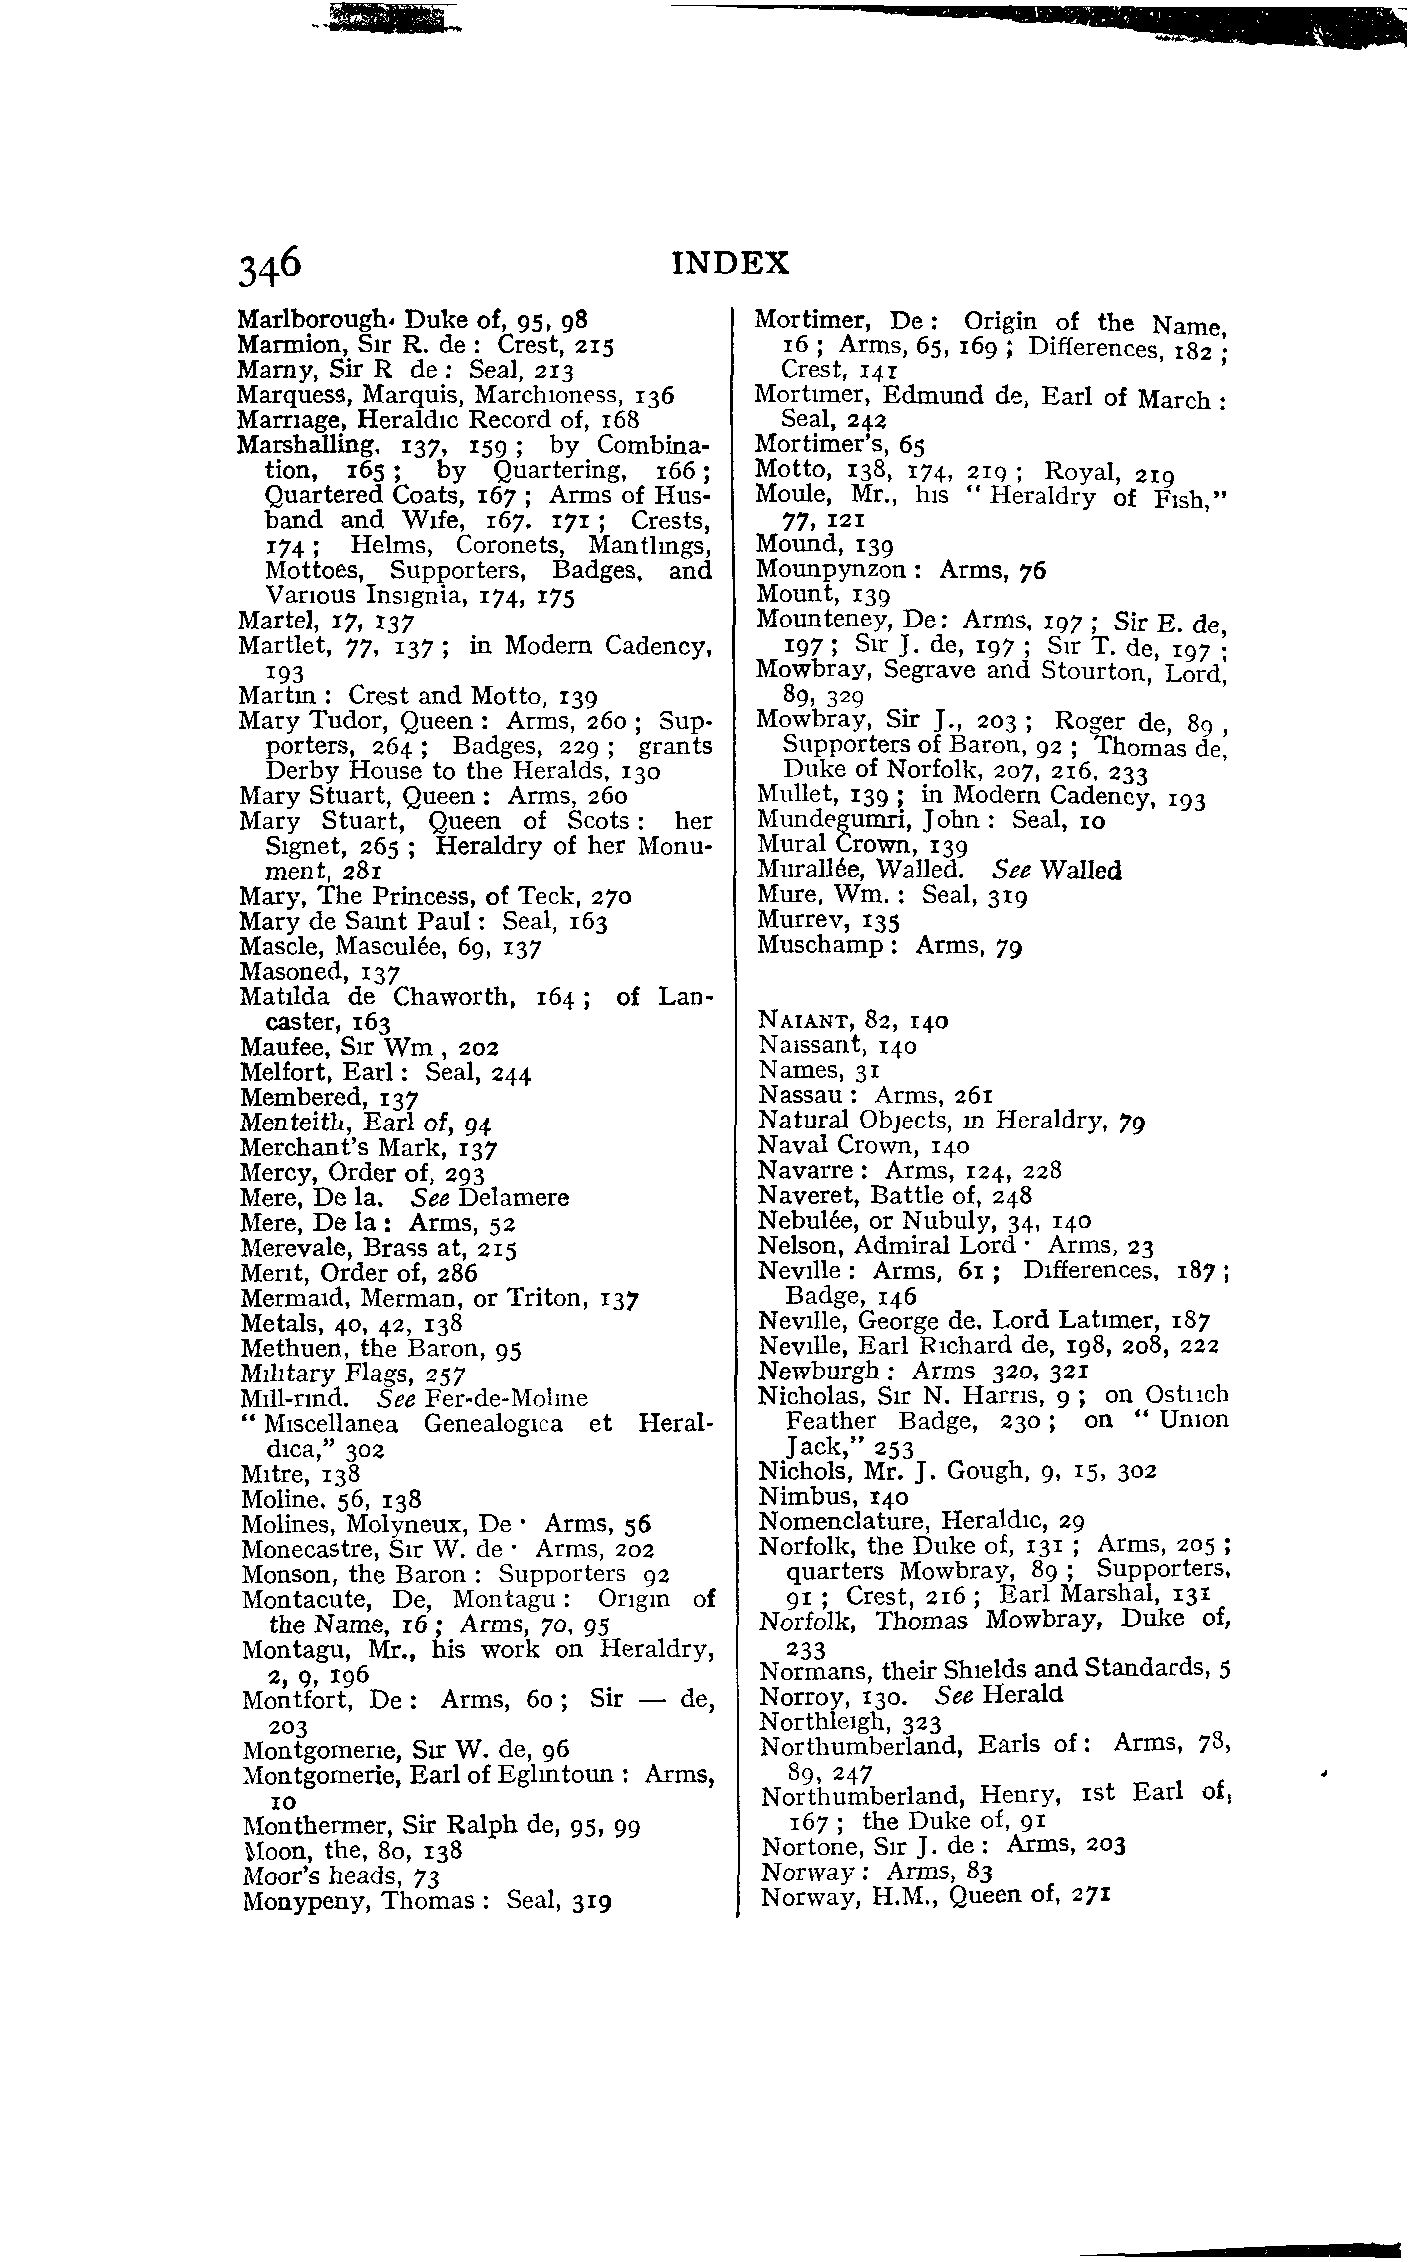 346 INDEX
Marlborough, Duke of, 95, 98
Marmion, Sir R. de : Crest, 215
Marny, Sir R de : Seal, 213
Marquess, Marquis, Marchioness, 136
Marriage, Heraldic Record of, 168
Marshalling, 137, 159 ; by Combina-
tion, 165 ; by Quartering, 166 ;
Quartered Coats, 167 ; Arms of Hus-
band and Wife, 167, 171 ; Crests,
174 ; Helms, Coronets, Mantlings,
Mottoes, Supporters, Badges, and
Various Insignia, 174, 175
Martel, 17, 137
Martlet, 77, 137 ; in Modern Cadency,
193
Martin : Crest and Motto, 139
Mary Tudor, Queen : Arms, 260 ; Sup-
porters, 264 ; Badges, 229 ; grants
Derby House to the Heralds, 130
Mary Stuart, Queen : Arms, 260
Mary Stuart, Queen of Scots : her
Signet, 265 ; Heraldry of her Monu-
ment, 281
Mary, The Princess, of Teck, 270
Mary de Saint Paul : Seal, 163
Mascle, Masculée, 69, 137
Masoned, 137
Matilda de Chaworth, 164 ; of Lan-
caster, 163
Maufee, Sir Wm , 202
Melfort, Earl : Seal, 244
Membered, 137
Menteith, Earl of, 94
Merchant's Mark, 137
Mercy, Order of, 293
Mere, De la. See Delamere
Mere, De la : Arms, 52
Merevale, Brass at, 215
Merit, Order of, 286
Mermaid, Merman, or Triton, 137
Metals, 40, 42, 138
Methuen, the Baron, 95
Military Flags, 257
Mill-rind. See Fer-de-Moline
" Miscellanea Genealogica et Heral-
dica," 302
Mitre, 138
Moline, 56, 138
Molines, Molyneux, De · Arms, 56
Monecastre, Sir W. de · Arms, 202
Monson, the Baron : Supporters 92
Montacute, De, Montagu : Origin of
the Name, 16 ; Arms, 70, 95
Montagu, Mr., his work on Heraldry,
2, 9, 196
Montfort, De : Arms, 60 ; Sir — de,
203
Montgomerie, Sir W. de, 96
Montgomerie, Earl of Eglintoun : Arms,
10
Monthermer, Sir Ralph de, 95, 99
Moon, the, 80, 138
Moor's heads, 73
Monypeny, Thomas : Seal, 319
Mortimer, De : Origin of the Name,
16 ; Arms, 65, 169 ; Differences, 182 ;
Crest, 141
Mortimer, Edmund de, Earl of March :
Seal, 242
Mortimer's, 65
Motto, 138, 174, 219 ; Royal, 219
Moule, Mr., his " Heraldry of Fish,"
77, 121
Mound, 139
Mounpynzon : Arms, 76
Mount, 139
Mounteney, De : Arms, 197 ; Sir E. de,
197 ; Sir J. de, 197 ; Sir T. de, 197 ;
Mowbray, Segrave and Stourton, Lord,
89, 329
Mowbray, Sir J., 203 ; Roger de, 89 ,
Supporters of Baron, 92 ; Thomas de,
Duke of Norfolk, 207, 216, 233
Mullet, 139 ; in Modern Cadency, 193
Mundegumri, John : Seal, 10
Mural Crown, 139
Murallée, Walled. See Walled
Mure, Wm. : Seal, 319
Murrey, 135
Muschamp : Arms, 79
NAIANT, 82, 140
Naissant, 140
Names, 31
Nassau : Arms, 261
Natural Objects, in Heraldry, 79
Naval Crown, 140
Navarre : Arms, 124, 228
Naveret, Battle of, 248
Nebulée, or Nubuly, 34, 140
Nelson, Admiral Lord · Arms, 23
Neville : Arms, 61 ; Differences, 187 ;
Badge, 146
Neville, George de, Lord Latimer, 187
Neville, Earl Richard de, 198, 208, 222
Newburgh : Arms 320, 321
Nicholas, Sir N. Harris, 9 ; on Ostrich
Feather Badge, 230 ; on " Union
Jack," 253
Nichols, Mr. J. Gough, 9, 15, 302
Nimbus, 140
Nomenclature, Heraldic, 29
Norfolk, the Duke of, 131 ; Arms, 205 ;
quarters Mowbray, 89 ; Supporters,
91 ; Crest, 216 ; Earl Marshal, 131
Norfolk, Thomas Mowbray, Duke of,
233
Normans, their Shields and Standards, 5
Norroy, 130. See Herald
Northleigh, 323
Northumberland, Earls of : Arms, 78,
89, 247
Northumberland, Henry, 1st Earl of,
167 ; the Duke of, 91
Nortone, Sir J. de : Arms, 203
Norway : Arms, 83
Norway, H.M., Queen of, 271